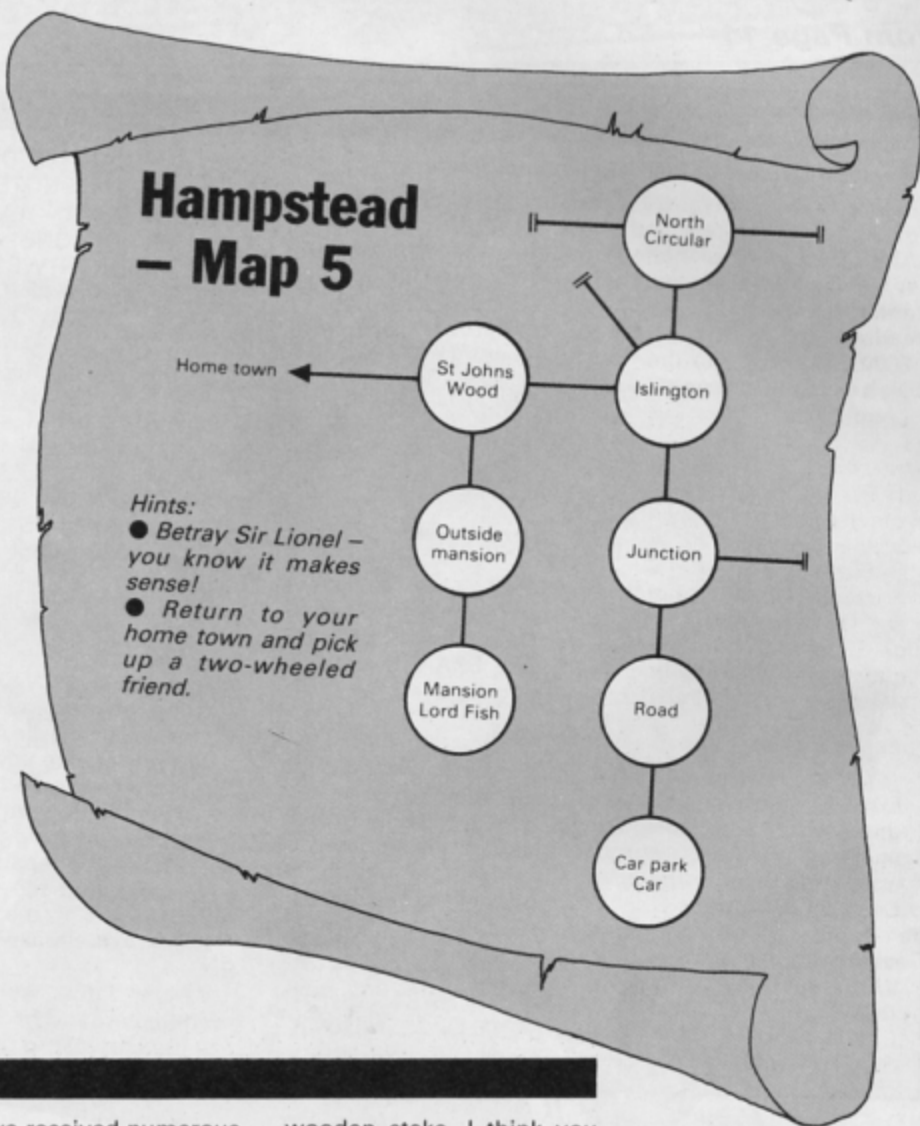 Hampstead
– Map 5
North
Circular
Home town
St Johns
Wood
Islington
Hints:
● Betray Sir Lionel –
you know it makes
sense!
● Return to your
home town and pick
up a two-wheeled
friend.
Outside
mansion
Junction
Mansion
Lord Fish
Road
Car park
Car
received numerous
wooden stake. I think you